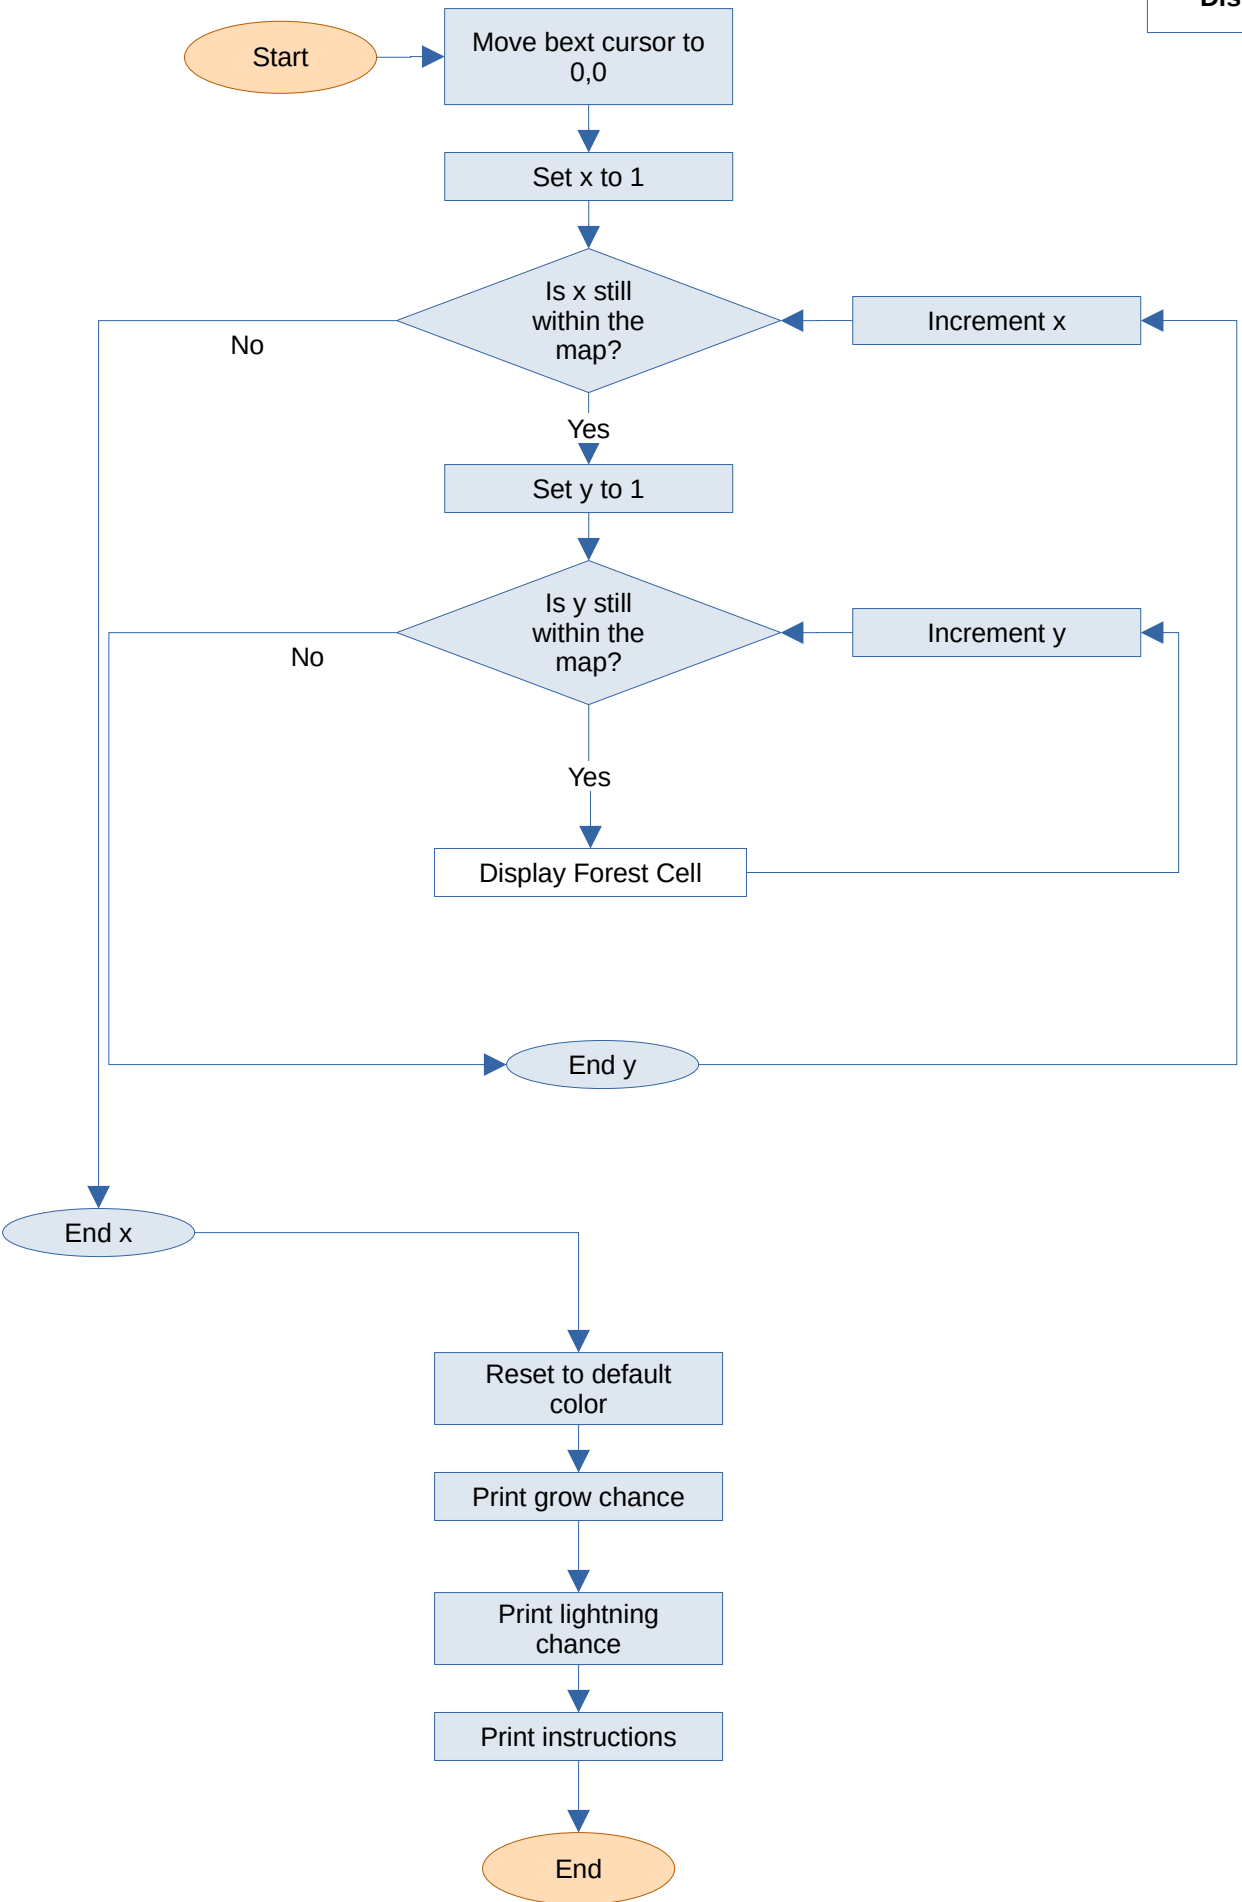 Start
Move bext cursor to
0,0
Set x to 1
Is x still
within the
map?
Increment x
No
Yes
Set y to 1
Is y still
within the
map?
Increment y
No
Yes
Display Forest Cell
End y
End x
Reset to default
color
Print grow chance
Print lightning
chance
Print instructions
End